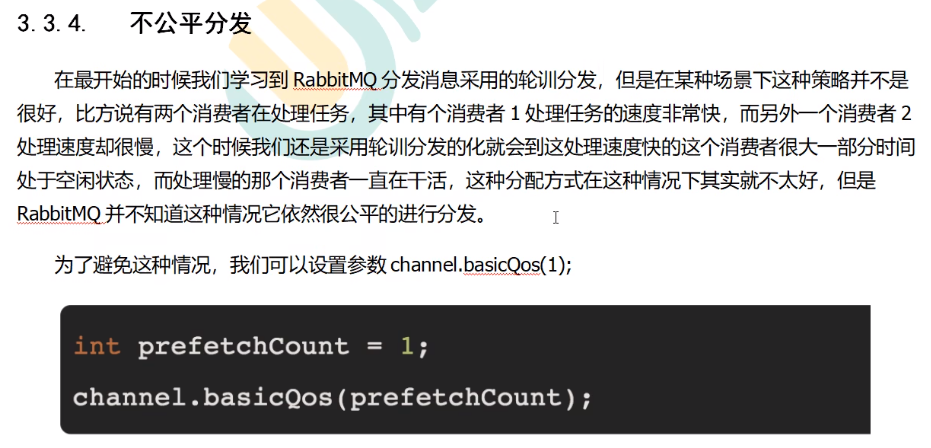 3.3.4. 不公平分发
在最开始的时候我们学习到 RabbitMQ 分发消息采用的轮训分发，但是在某种场景下这种策略并不是
很好，比方说有两个消费者在处理任务，其中有个消费者 1 处理任务的速度非常快，而另外一个消费者 2
处理速度却很慢，这个时候我们还是采用轮训分发的化就会到这处理速度快的这个消费者很大一部分时间
处于空闲状态，而处理慢的那个消费者一直在干活，这种分配方式在这种情况下其实就不太好，但是
RabbitMQ 并不知道这种情况它依然很公平的进行分发。
为了避免这种情况，我们可以设置参数 channel.basicQos(1);
int prefetchCount = 1;
channel.basicQos(prefetchCount);